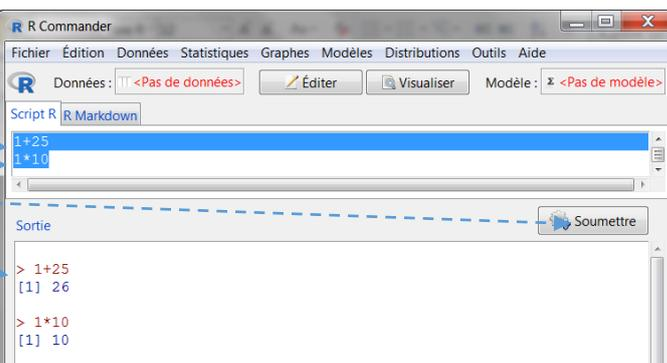 R Commander
Fichier Édition Données Statistiques Graphes Modèles Distributions Outils Aide
R Données : <Pas de données> Éditer Visualiser Modèle : Σ <Pas de modèle>
Script R R Markdown
1+25
1*10
Sortie Soumettre
> 1+25
[1] 26
> 1*10
[1] 10